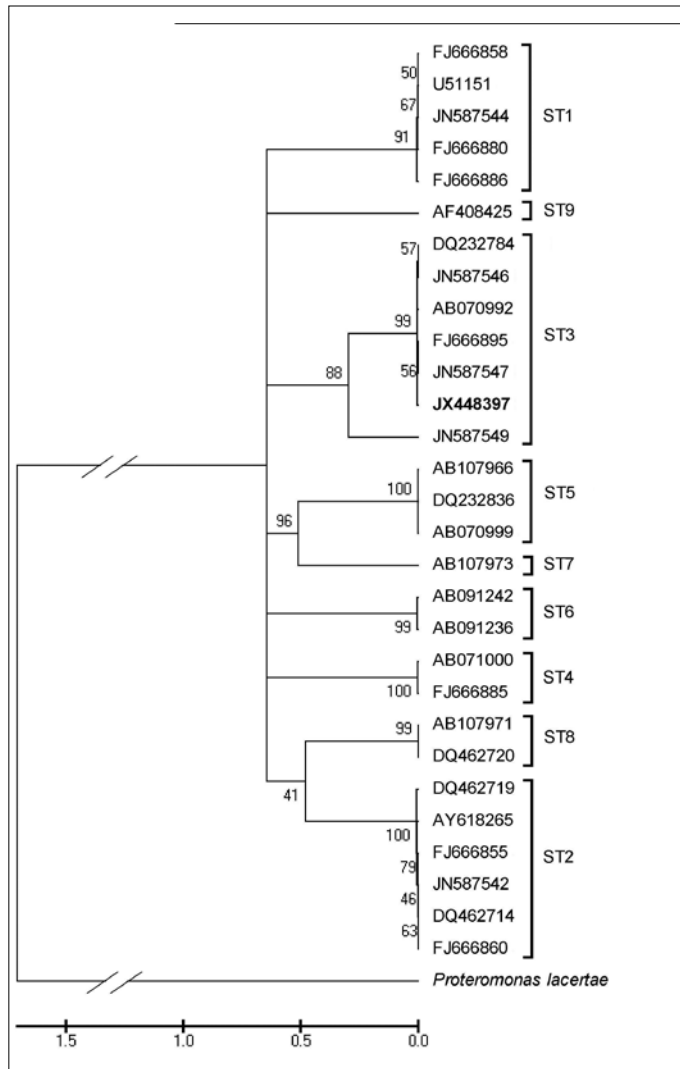 FJ666858
50
U51151
67
JN587544
ST1
91
FJ666880
FJ666886
AF408425
ST9
57
DQ232784
JN587546
AB070992
99
FJ666895
ST3
88
56
JN587547
JX448397
JN587549
AB107966
100
DQ232836
ST5
96
AB070999
AB107973
ST7
AB091242
ST6
99
AB091236
AB071000
ST4
100
FJ666885
99
AB107971
ST8
DQ462720
41
DQ462719
AY618265
100
FJ666855
ST2
79
JN587542
46
DQ462714
63
FJ666860
Proteromonas lacertae
1.5 1.0 0.5 0.0